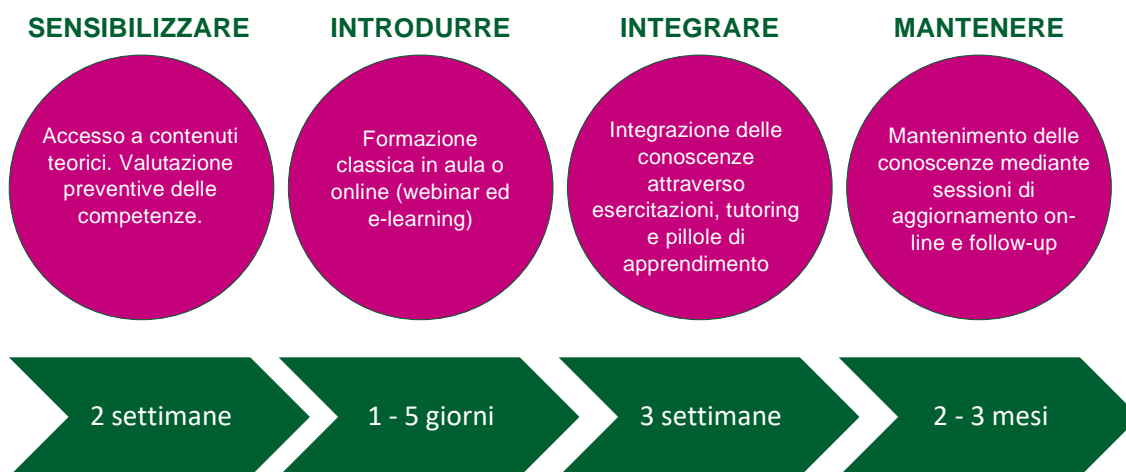 SENSIBILIZZARE
Accesso a contenuti
teorici. Valutazione
preventive delle
competenze.
2 settimane
INTRODURRE
Formazione
classica in aula o
online (webinar ed
e-learning)
1 - 5 giorni
INTEGRARE
Integrazione delle
conoscenze
attraverso
esercitazioni, tutoring
e pillole di
apprendimento
3 settimane
MANTENERE
Mantenimento delle
conoscenze mediante
sessioni di
aggiornamento on-
line e follow-up
2 - 3 mesi